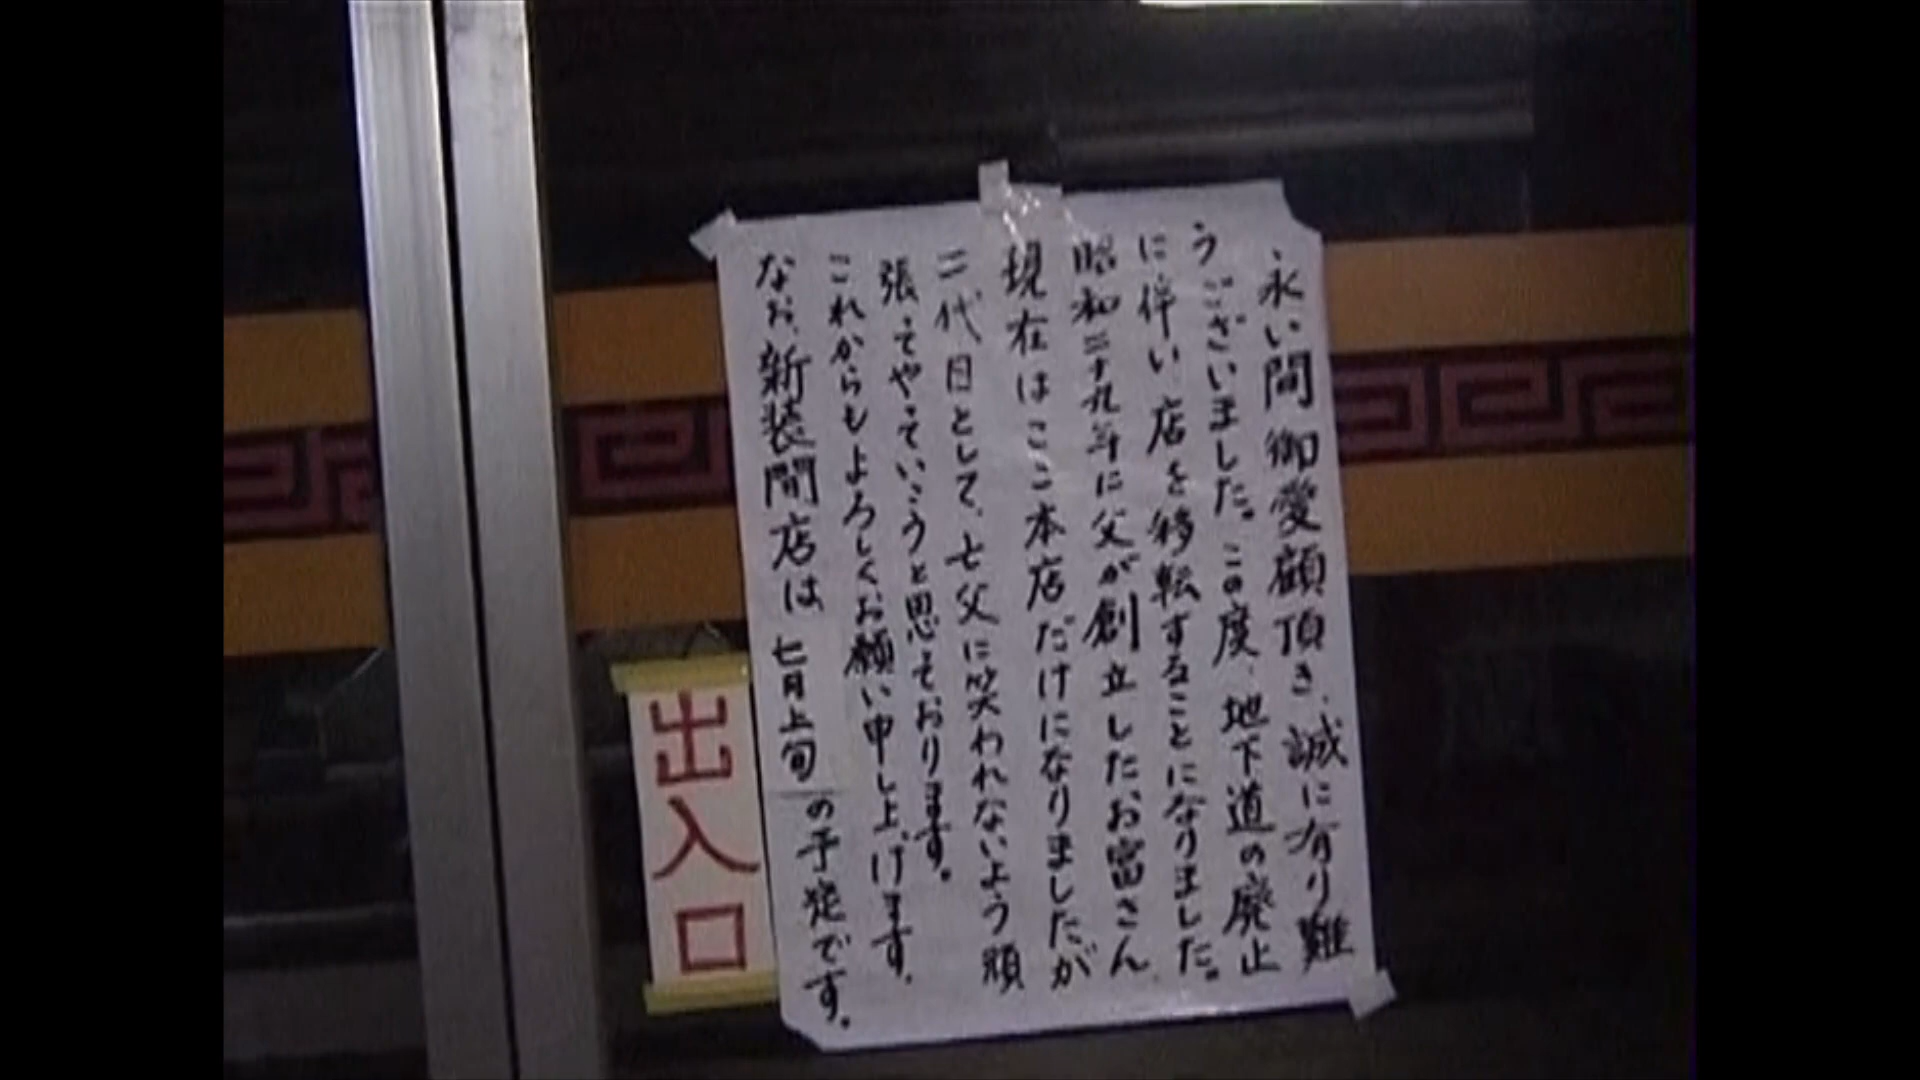 永い間御愛顧頂き、誠に有り難
うございました。この度、地下道の廃止
に伴い、店を移転することになりました。
昭和二十九年に父が創立したお富さん、
現在はここ本店だけになりましたが
二代目として、亡父に笑われないよう頑
張ってやっていこうと思っております。
これからもよろしくお願い申し上げます。
なお、新装開店は七月上旬の予定です。
出入口